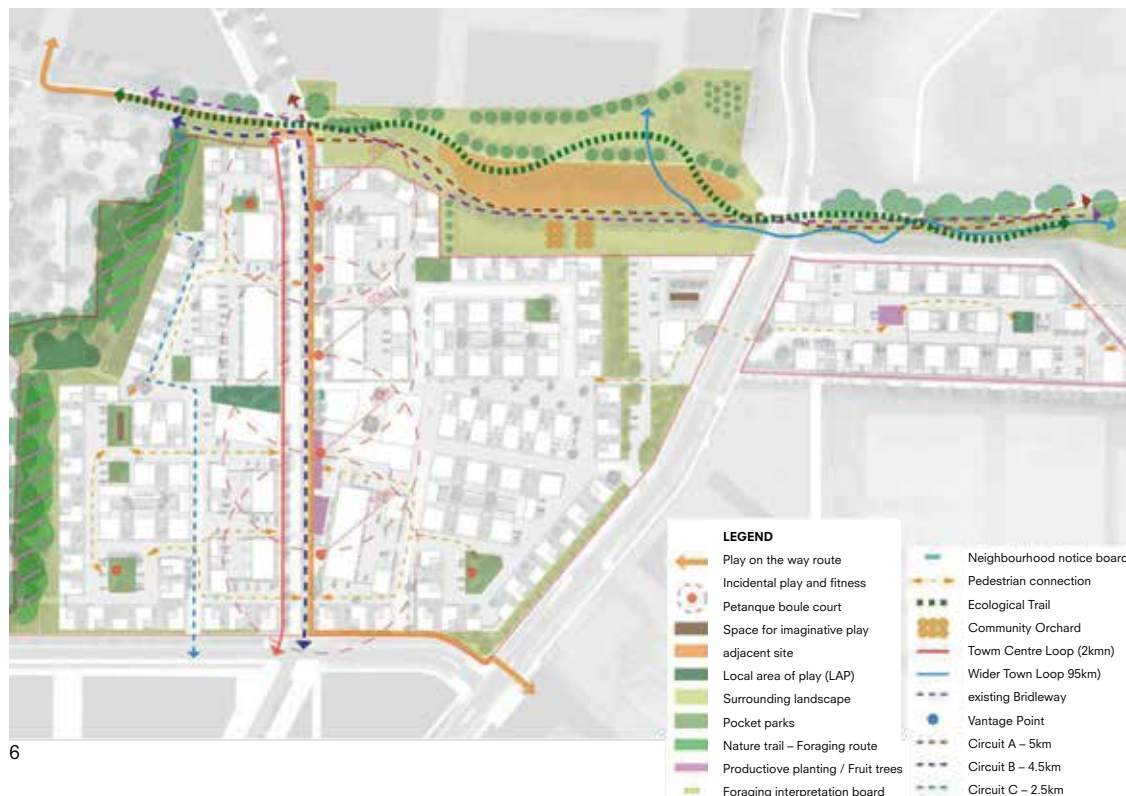 LEGEND
Play on the way route
Incidental play and fitness
Petanque boule court
Space for imaginative play
adjacent site
Local area of play (LAP)
Surrounding landscape
Pocket parks
Nature trail – Foraging route
Productiove planting / Fruit trees
Foraging interpretation board
Neighbourhood notice board
Pedestrian connection
Ecological Trail
Community Orchard
Towm Centre Loop (2kmn)
Wider Town Loop 95km)
existing Bridleway
Vantage Point
Circuit A – 5km
Circuit B – 4.5km
Circuit C – 2.5km
6